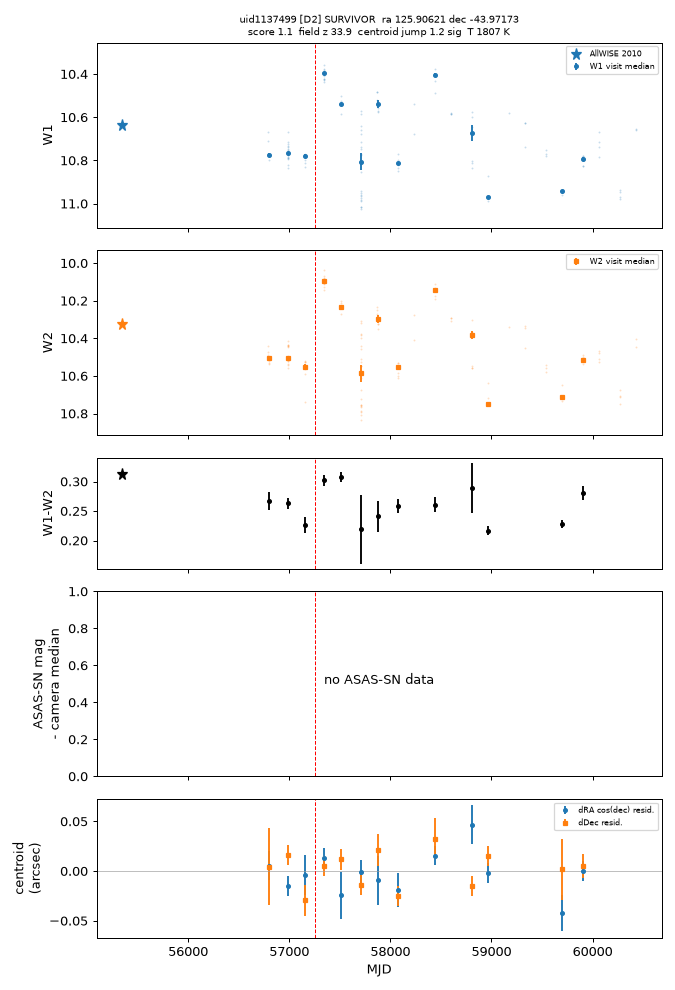 uid1137499 [D2] SURVIVOR  ra 125.90621 dec -43.97173
score 1.1  field z 33.9  centroid jump 1.2 sig  T 1807 K
W1
10.4
10.6
10.8
11.0
AllWISE 2010
W1 visit median
W2
10.0
10.2
10.4
10.6
10.8
W2 visit median
W1-W2
0.30
0.25
0.20
ASAS-SN mag
- camera median
1.0
0.8
0.6
0.4
0.2
0.0
no ASAS-SN data
centroid
(arcsec)
0.05
0.00
−0.05
dRA cos(dec) resid.
dDec resid.
56000
57000
58000
59000
60000
MJD